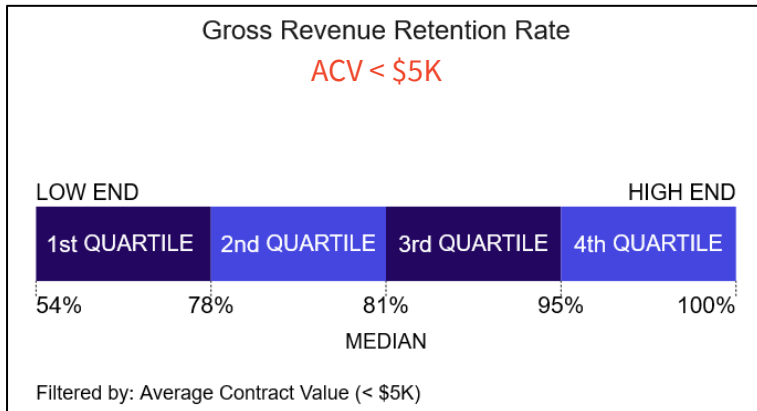 Gross Revenue Retention Rate
ACV < $5K
LOW END HIGH END
1st QUARTILE 2nd QUARTILE 3rd QUARTILE 4th QUARTILE
54% 78% 81% 95% 100%
MEDIAN
Filtered by: Average Contract Value (< $5K)